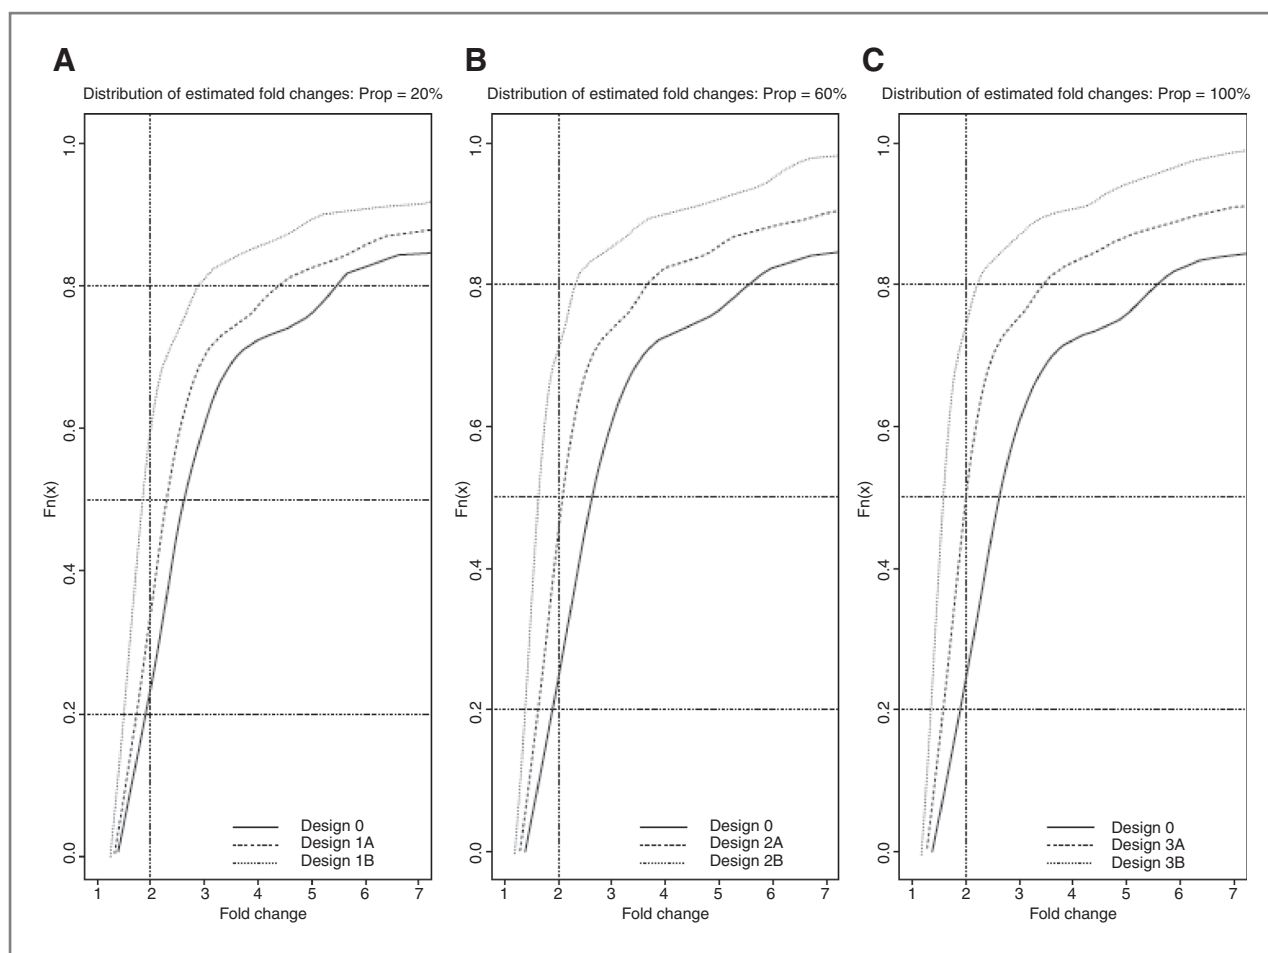 A
Distribution of estimated fold changes: Prop = 20%
Fn(x)
1.0
0.8
0.6
0.4
0.2
0.0
Design 0
Design 1A
Design 1B
1 2 3 4 5 6 7
Fold change
B
Distribution of estimated fold changes: Prop = 60%
Fn(x)
1.0
0.8
0.6
0.4
0.2
0.0
Design 0
Design 2A
Design 2B
1 2 3 4 5 6 7
Fold change
C
Distribution of estimated fold changes: Prop = 100%
Fn(x)
1.0
0.8
0.6
0.4
0.2
0.0
Design 0
Design 3A
Design 3B
1 2 3 4 5 6 7
Fold change